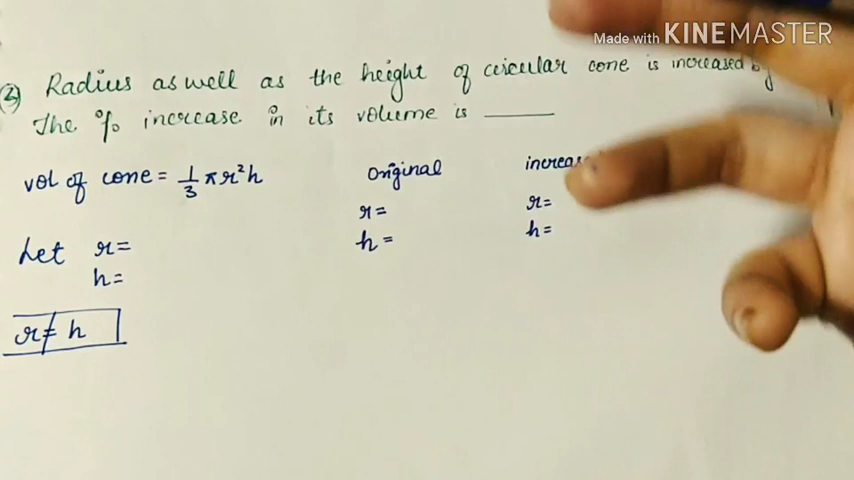 Made with KINEMASTER
(2) Radius as well as the height of circular cone is increased by
The % increase in its volume is ______
vol of cone = 1/3 πr²h
Original
r=
h=
r=
h=
Let r=
h=
r≠h